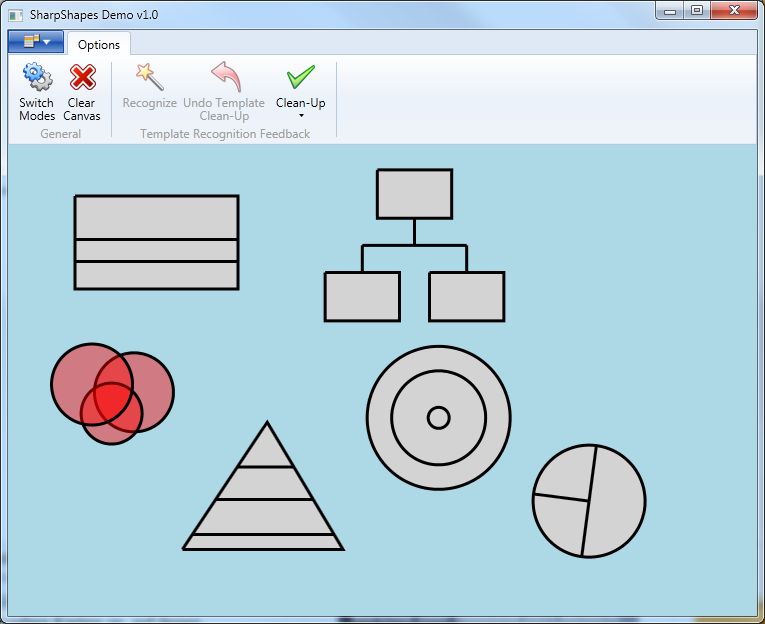 SharpShapes Demo v1.0
Options
Switch Modes
Clear Canvas
Recognize
Undo Template Clean-Up
Clean-Up
General
Template Recognition Feedback